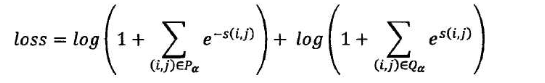 loss = log(1 + ∑_{(i,j)∈P_α} e^{-s(i,j)}) + log(1 + ∑_{(i,j)∈Q_α} e^{s(i,j)})